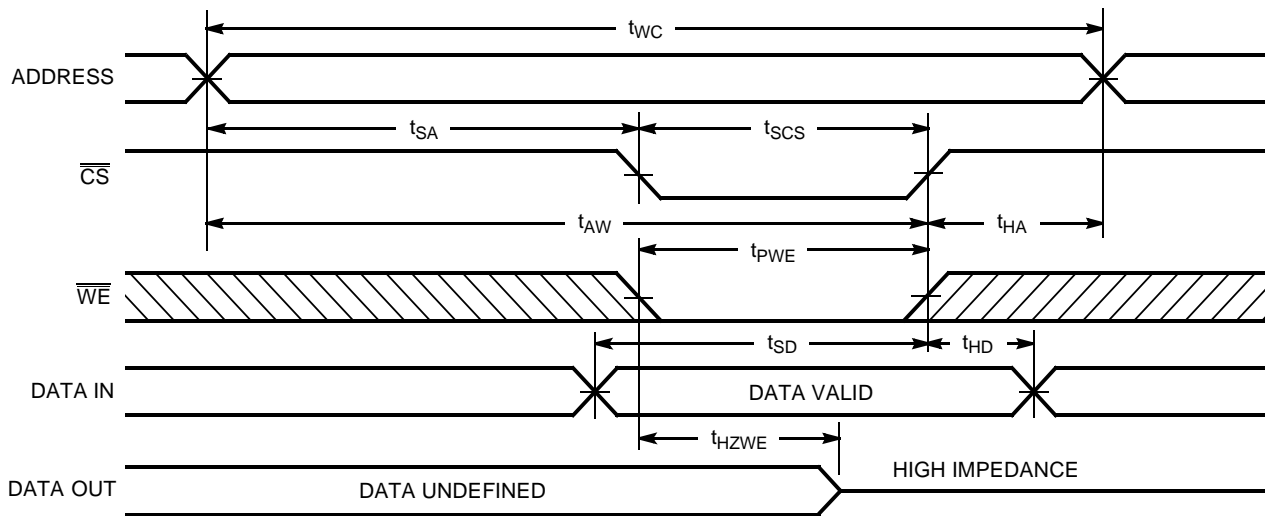 tWC
ADDRESS
tSA
tSCS
CS
tAW
tHA
tPWE
WE
tSD
tHD
DATA IN
DATA VALID
tHZWE
DATA OUT
DATA UNDEFINED
HIGH IMPEDANCE